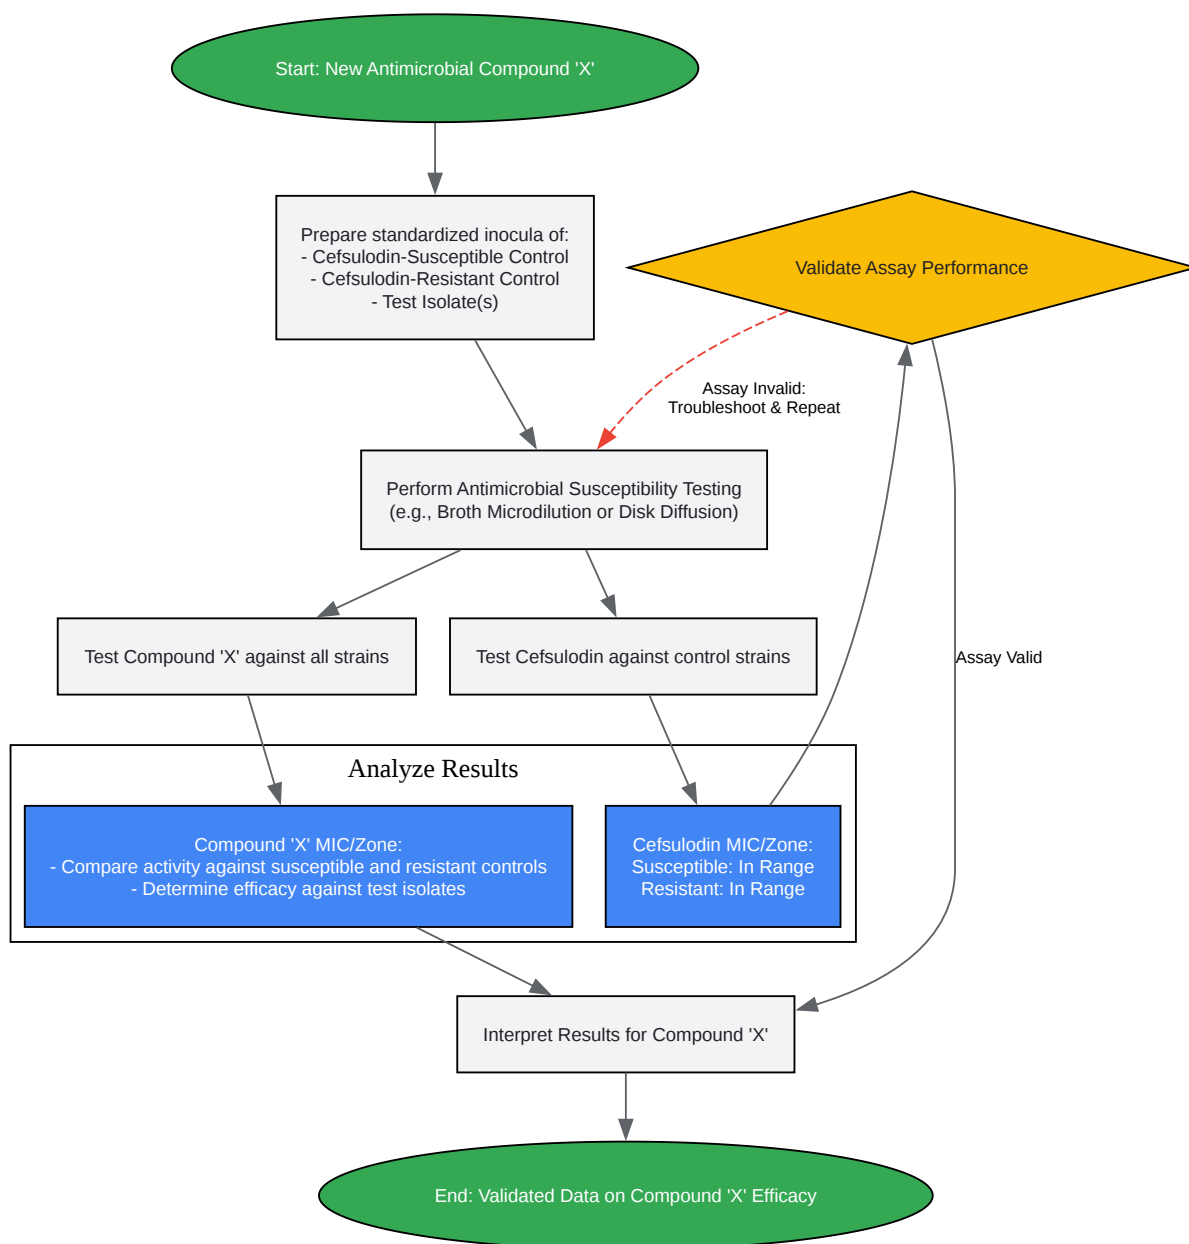 Start: New Antimicrobial Compound 'X'
Prepare standardized inocula of:
- Cefsulodin-Susceptible Control
- Cefsulodin-Resistant Control
- Test Isolate(s)
Validate Assay Performance
Assay Invalid:
Troubleshoot & Repeat
Perform Antimicrobial Susceptibility Testing
(e.g., Broth Microdilution or Disk Diffusion)
Test Compound 'X' against all strains
Test Cefsulodin against control strains
Assay Valid
Analyze Results
Compound 'X' MIC/Zone:
- Compare activity against susceptible and resistant controls
- Determine efficacy against test isolates
Cefsulodin MIC/Zone:
Susceptible: In Range
Resistant: In Range
Interpret Results for Compound 'X'
End: Validated Data on Compound 'X' Efficacy